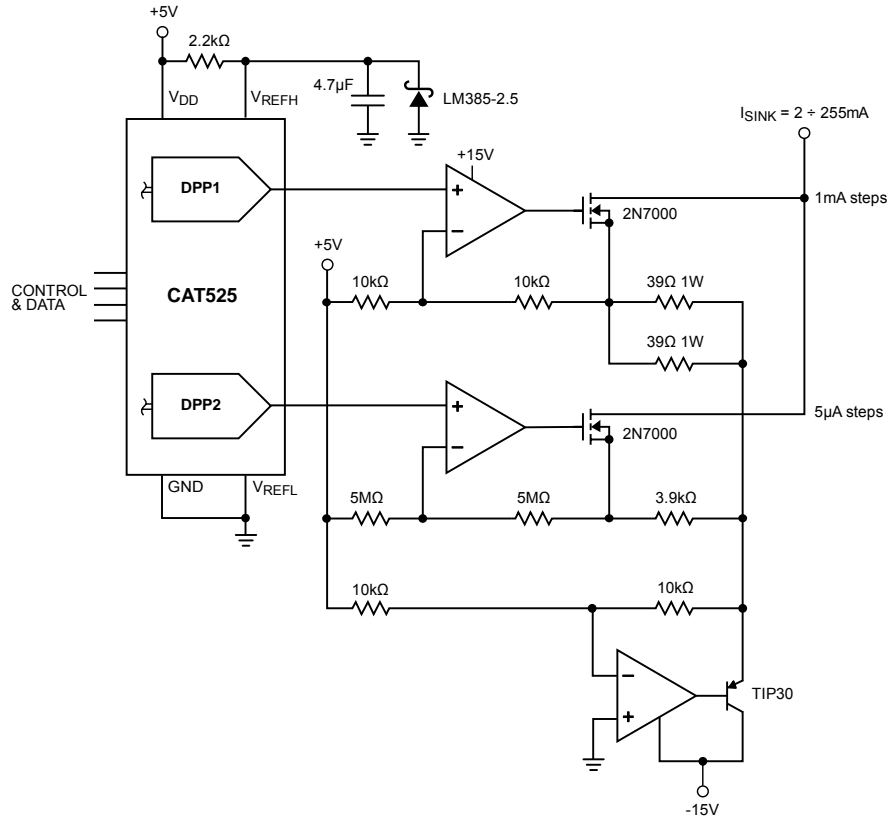 +5V
2.2kΩ
VDD
VREFH
4.7µF
LM385-2.5
ISINK = 2 ÷ 255mA
+15V
DPP1
+
−
2N7000
1mA steps
+5V
CONTROL
& DATA
CAT525
10kΩ
10kΩ
39Ω 1W
39Ω 1W
DPP2
+
−
2N7000
5µA steps
GND
VREFL
5MΩ
5MΩ
3.9kΩ
10kΩ
10kΩ
−
+
TIP30
-15V